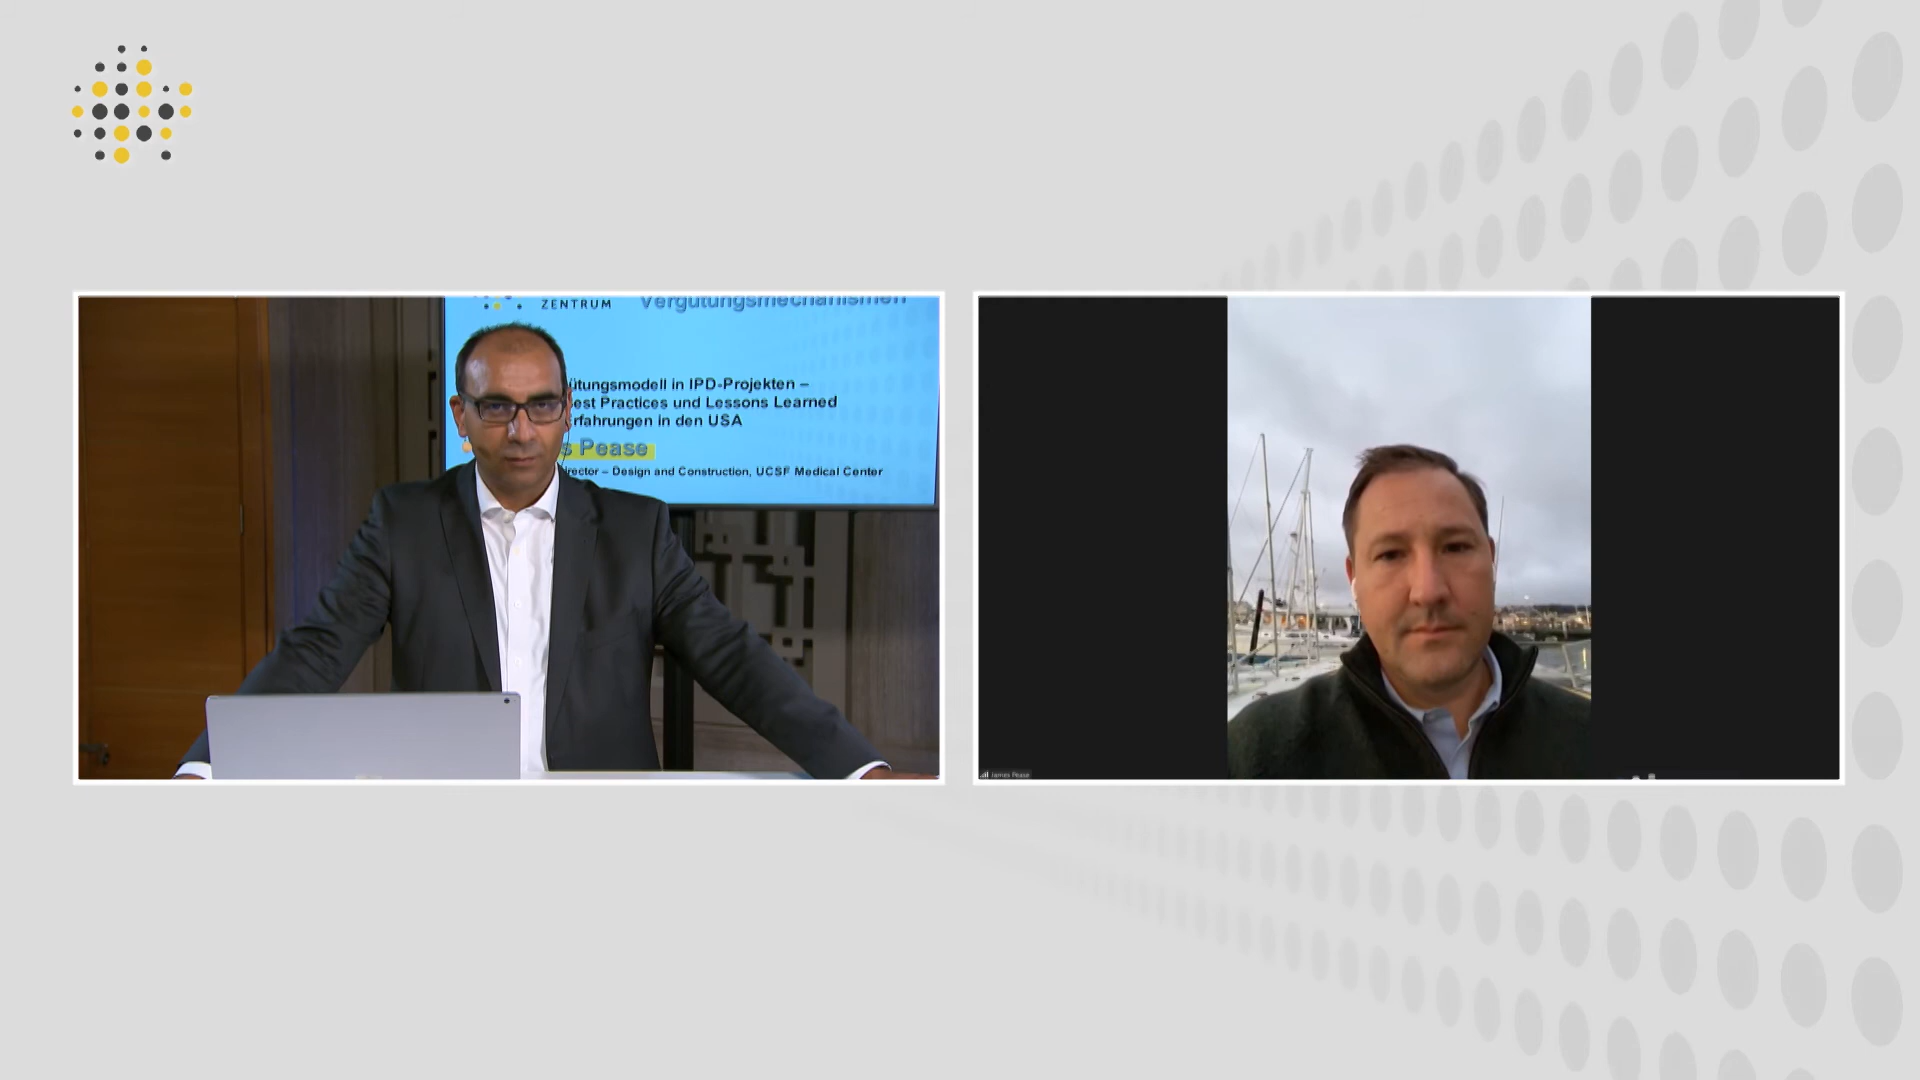 ZENTRUM
Vergütungsmechanismen
ütungsmodell in IPD-Projekten –
est Practices und Lessons Learned
rfahrungen in den USA
s Pease
irector – Design and Construction, UCSF Medical Center
James Pease